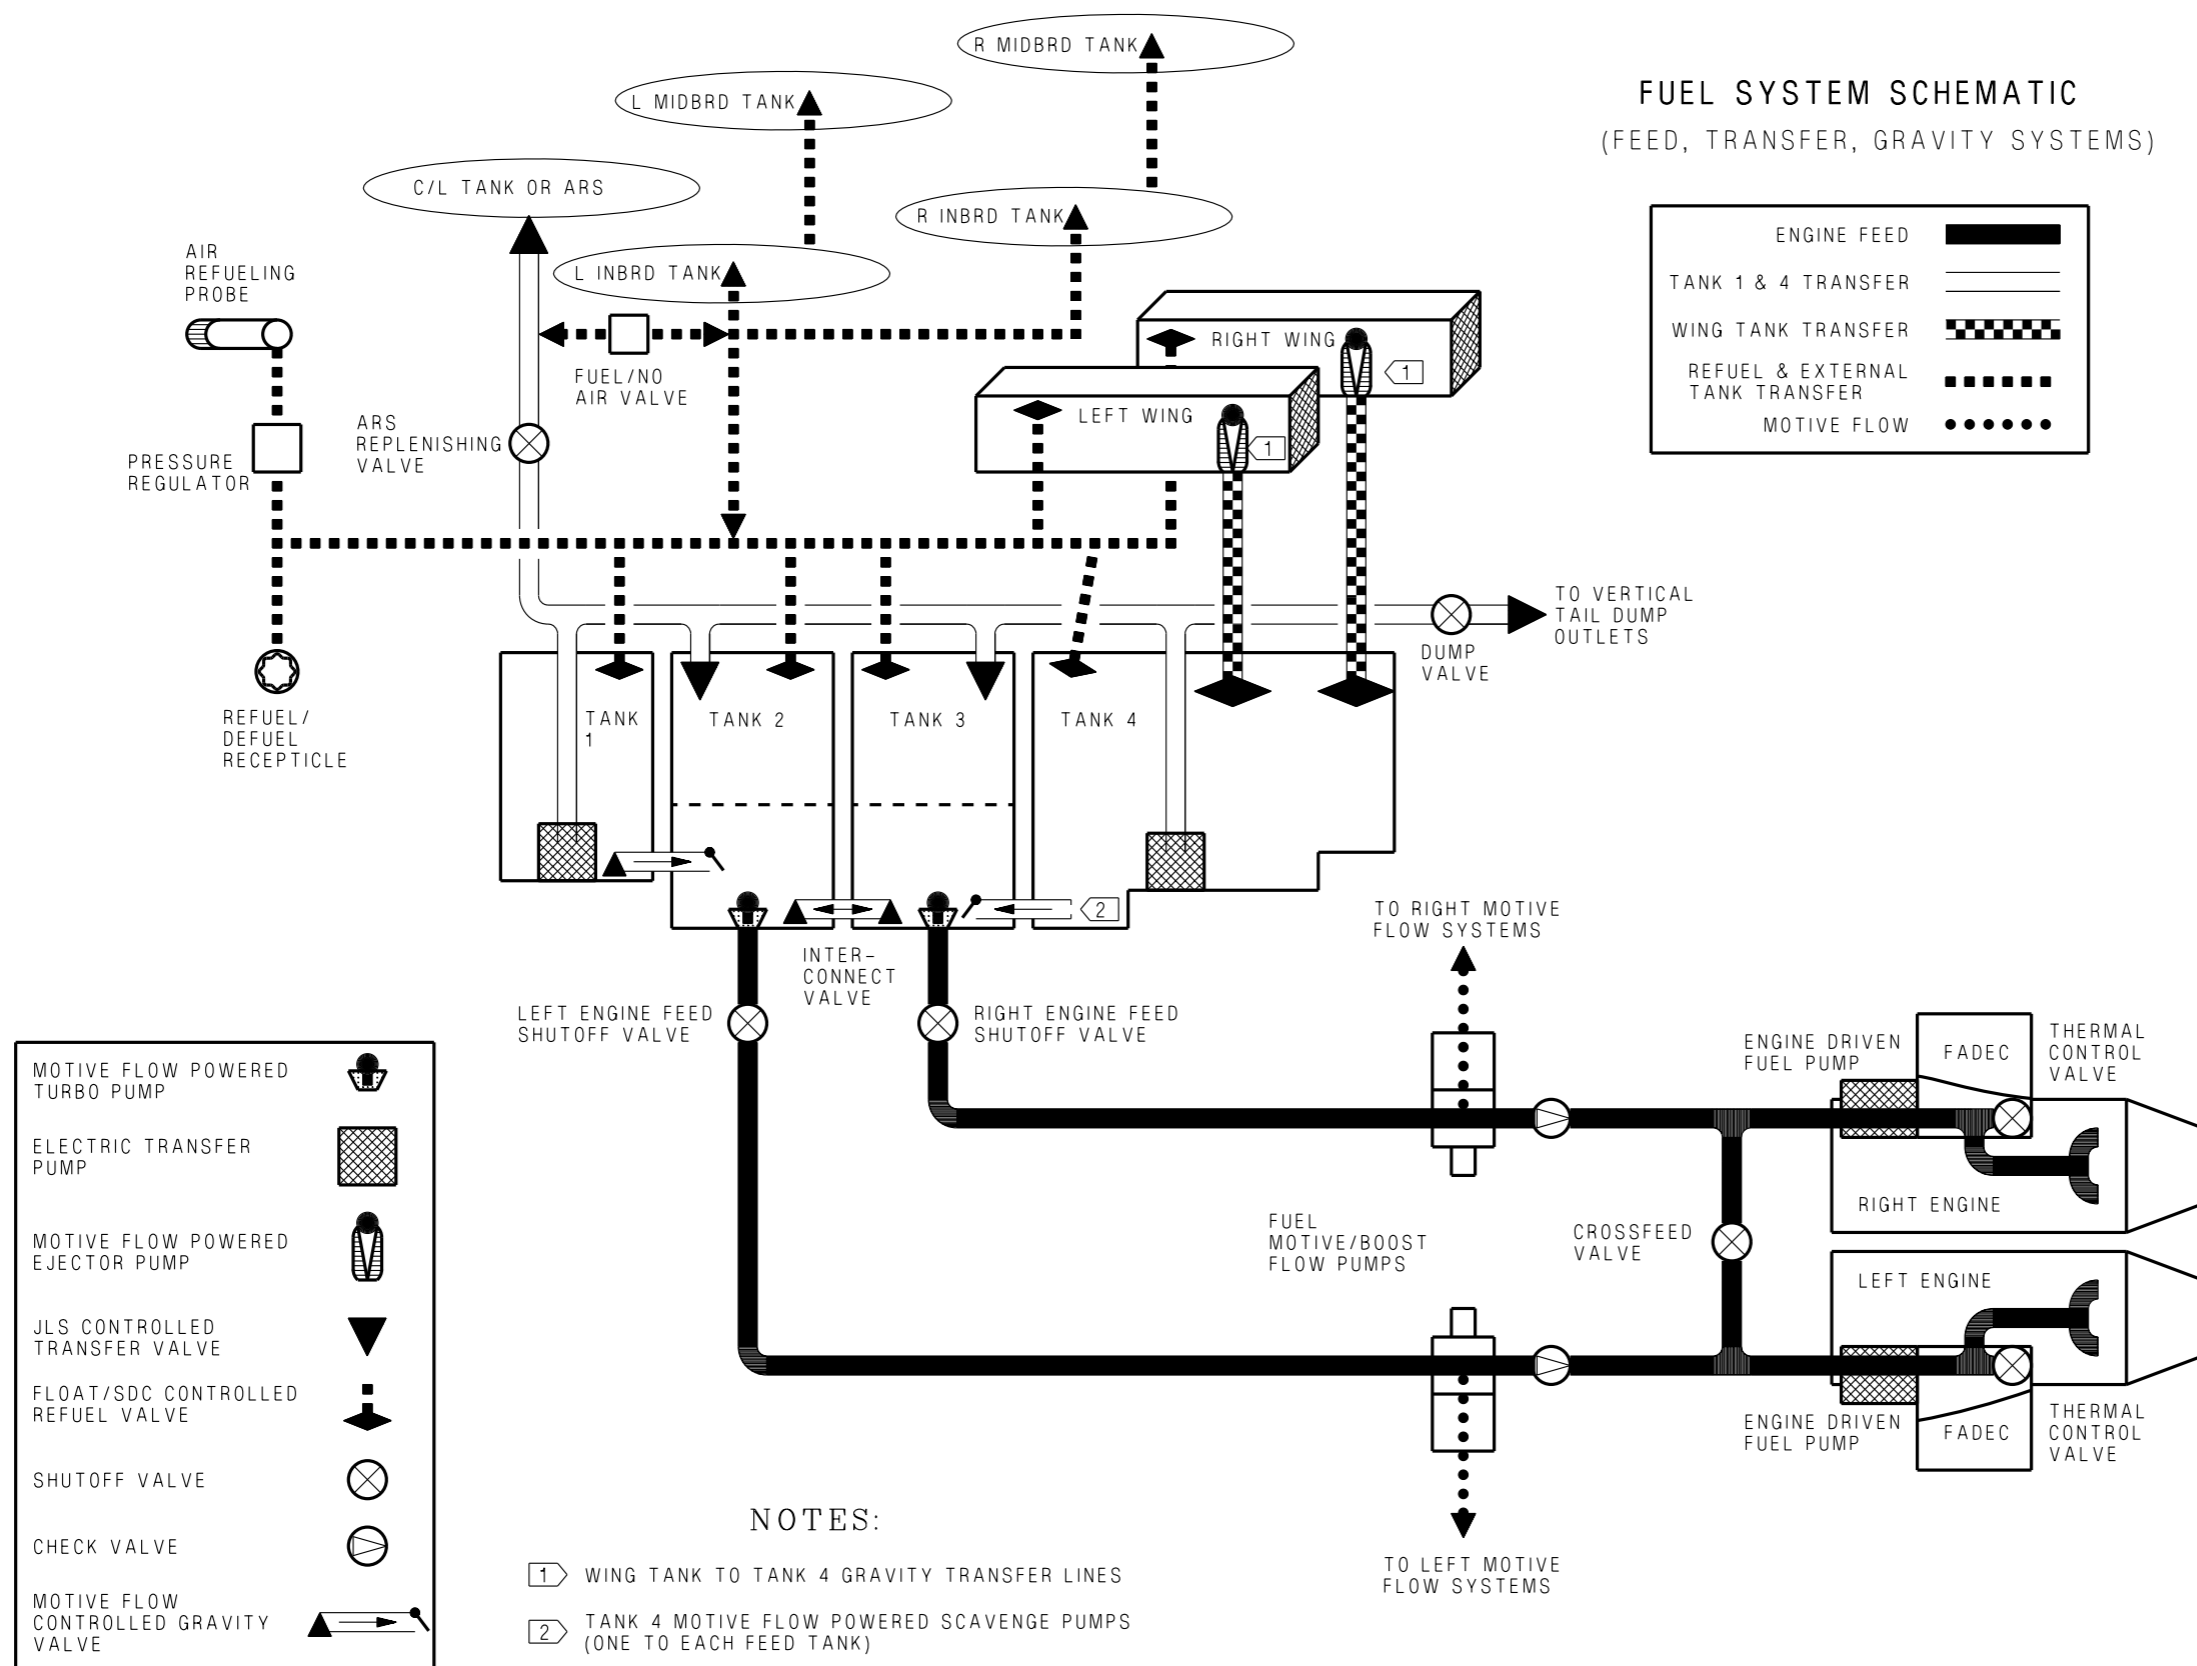 FUEL SYSTEM SCHEMATIC
(FEED, TRANSFER, GRAVITY SYSTEMS)
R MIDBRD TANK
L MIDBRD TANK
C/L TANK OR ARS
R INBRD TANK
L INBRD TANK
AIR
REFUELING
PROBE
FUEL/NO
AIR VALVE
ARS
REPLENISHING
VALVE
PRESSURE
REGULATOR
RIGHT WING
1
LEFT WING
1
ENGINE FEED
TANK 1 & 4 TRANSFER
WING TANK TRANSFER
REFUEL & EXTERNAL
TANK TRANSFER
MOTIVE FLOW
TO VERTICAL
TAIL DUMP
OUTLETS
DUMP
VALVE
REFUEL/
DEFUEL
RECEPTICLE
TANK
1
TANK 2
TANK 3
TANK 4
2
INTER-
CONNECT
VALVE
LEFT ENGINE FEED
SHUTOFF VALVE
RIGHT ENGINE FEED
SHUTOFF VALVE
TO RIGHT MOTIVE
FLOW SYSTEMS
ENGINE DRIVEN
FUEL PUMP
FADEC
THERMAL
CONTROL
VALVE
RIGHT ENGINE
FUEL
MOTIVE/BOOST
FLOW PUMPS
CROSSFEED
VALVE
LEFT ENGINE
ENGINE DRIVEN
FUEL PUMP
FADEC
THERMAL
CONTROL
VALVE
TO LEFT MOTIVE
FLOW SYSTEMS
MOTIVE FLOW POWERED
TURBO PUMP
ELECTRIC TRANSFER
PUMP
MOTIVE FLOW POWERED
EJECTOR PUMP
JLS CONTROLLED
TRANSFER VALVE
FLOAT/SDC CONTROLLED
REFUEL VALVE
SHUTOFF VALVE
CHECK VALVE
MOTIVE FLOW
CONTROLLED GRAVITY
VALVE
NOTES:
1 WING TANK TO TANK 4 GRAVITY TRANSFER LINES
2 TANK 4 MOTIVE FLOW POWERED SCAVENGE PUMPS
(ONE TO EACH FEED TANK)